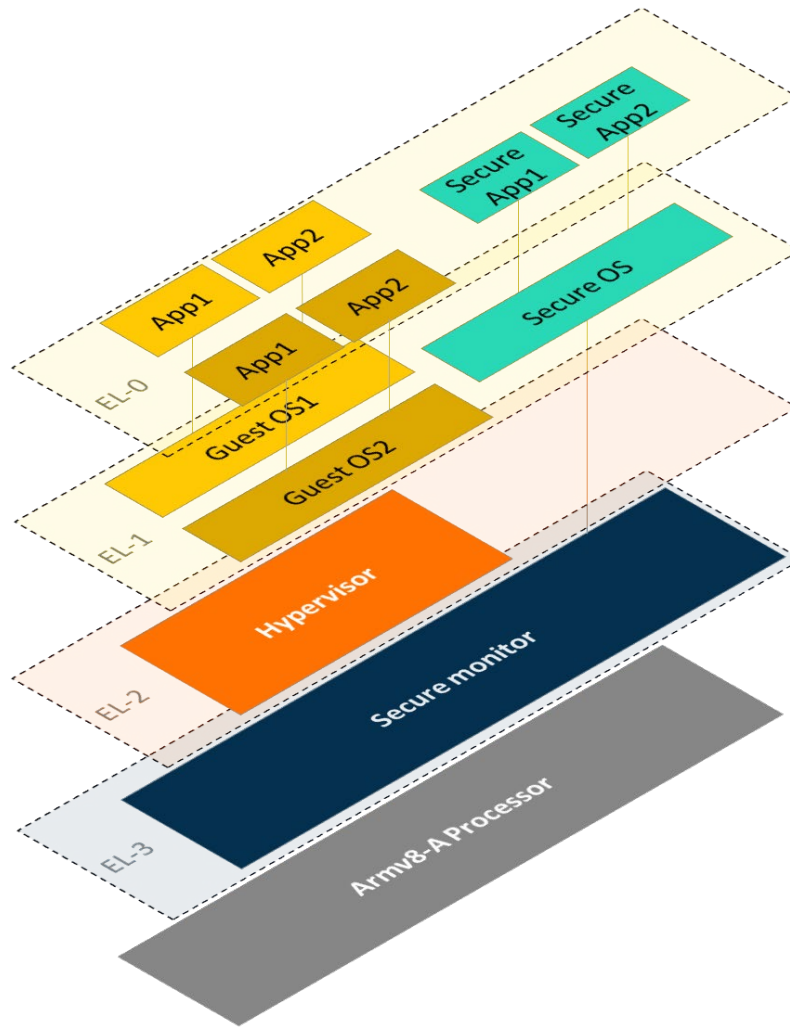 Secure
App2
Secure
App1
App2
App1
App2
App1
EL-0
Secure OS
Guest OS1
Guest OS2
EL-1
Hypervisor
EL-2
Secure monitor
EL-3
Armv8-A Processor